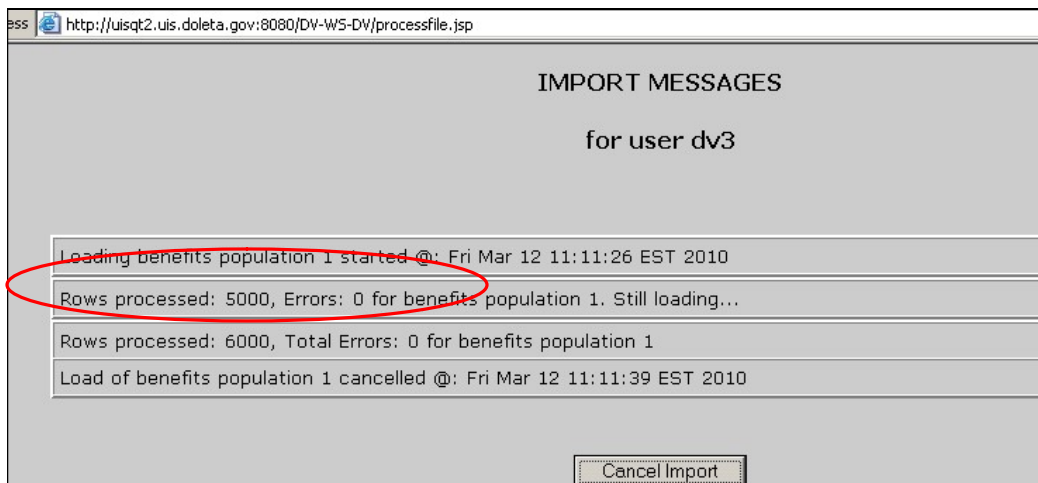 ess http://uisqt2.uis.doleta.gov:8080/DV-WS-DV/processfile.jsp
IMPORT MESSAGES
for user dv3
Loading benefits population 1 started @: Fri Mar 12 11:11:26 EST 2010
Rows processed: 5000, Errors: 0 for benefits population 1. Still loading...
Rows processed: 6000, Total Errors: 0 for benefits population 1
Load of benefits population 1 cancelled @: Fri Mar 12 11:11:39 EST 2010
Cancel Import